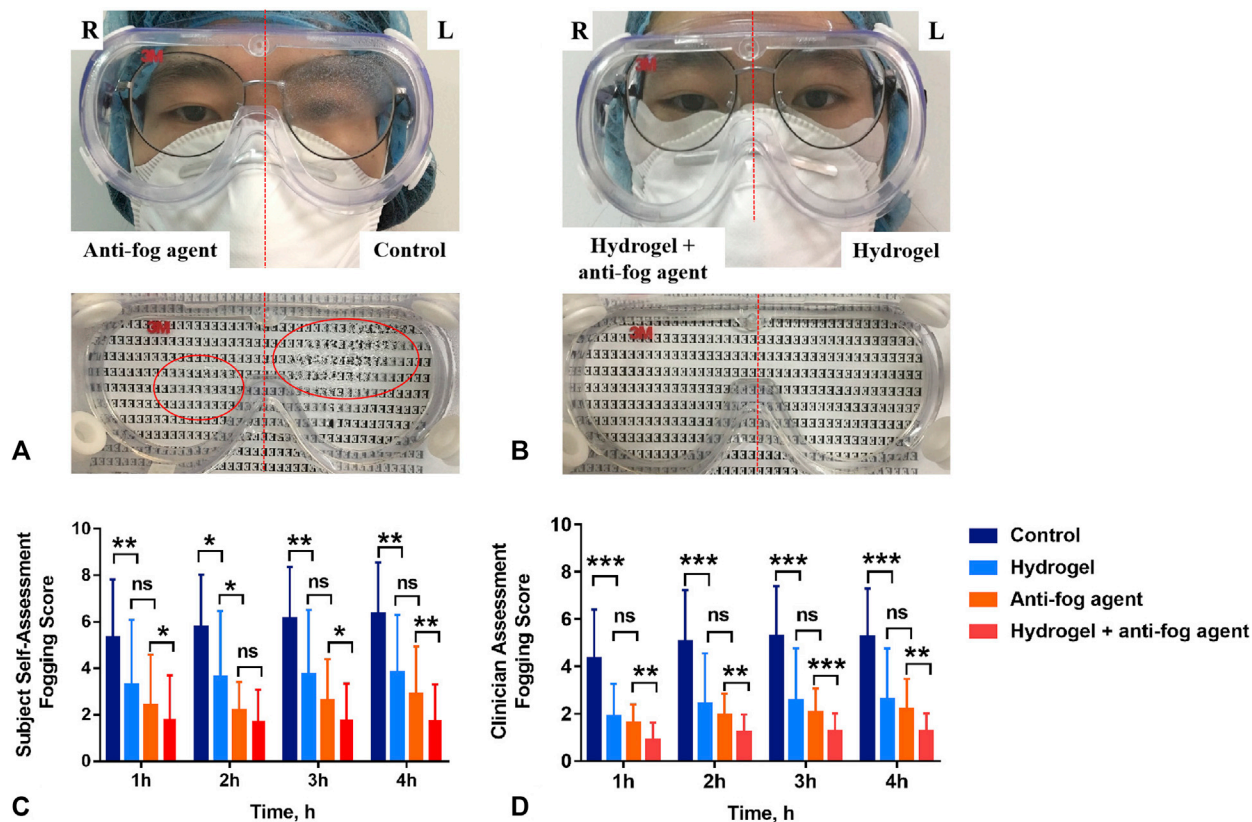 R
L
3M
Anti-fog agent
Control
3M
A
R
L
3M
Hydrogel +
anti-fog agent
Hydrogel
3M
B
Subject Self-Assessment
Fogging Score
10
8
6
4
2
0
**
ns
*
*
*
ns
**
ns
*
**
ns
**
1h
2h
3h
4h
Time, h
C
Clinician Assessment
Fogging Score
10
8
6
4
2
0
***
ns
**
***
ns
**
***
ns
***
***
ns
**
1h
2h
3h
4h
Time, h
D
Control
Hydrogel
Anti-fog agent
Hydrogel + anti-fog agent